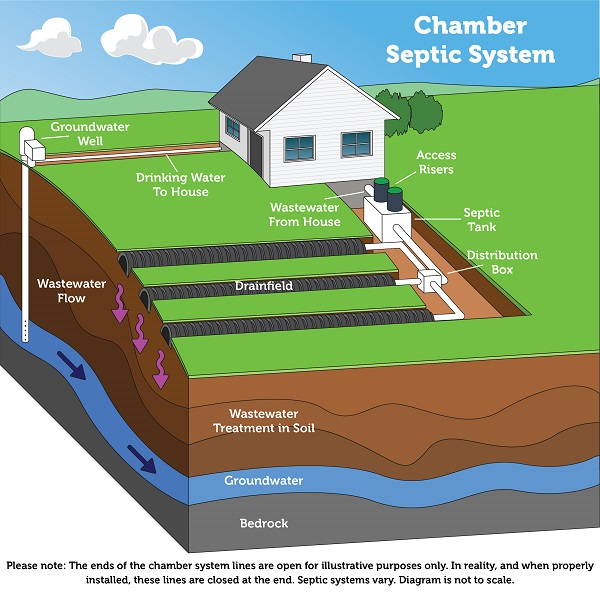 Chamber
Septic System
Groundwater
Well
Drinking Water
To House
Access
Risers
Wastewater
From House
Septic
Tank
Distribution
Box
Wastewater
Flow
Drainfield
Wastewater
Treatment in Soil
Groundwater
Bedrock
Please note: The ends of the chamber system lines are open for illustrative purposes only. In reality, and when properly
installed, these lines are closed at the end. Septic systems vary. Diagram is not to scale.